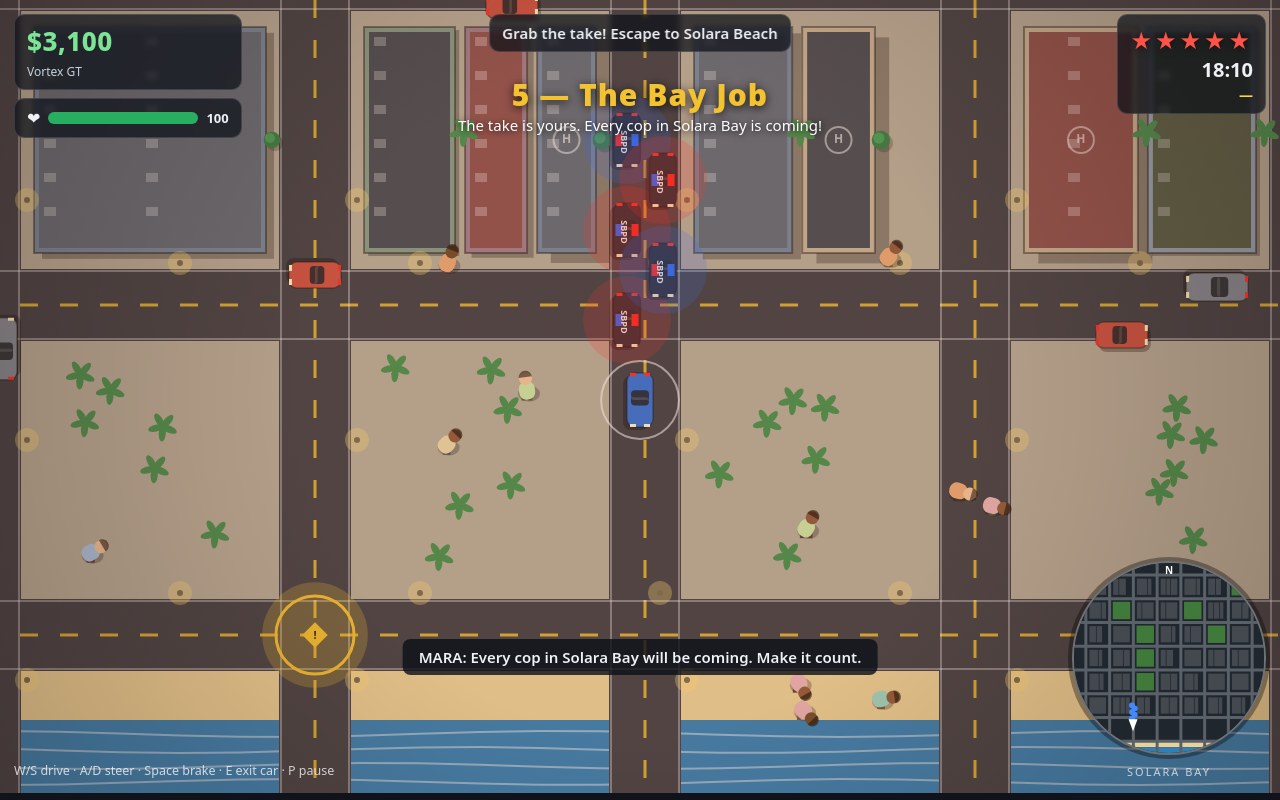 $3,100
Vortex GT
❤ 100
Grab the take! Escape to Solara Beach
★★★★★
18:10
—
5 — The Bay Job
The take is yours. Every cop in Solara Bay is coming!
H
H
H
SBPD
SBPD
SBPD
SBPD
SBPD
!
MARA: Every cop in Solara Bay will be coming. Make it count.
N
W/S drive · A/D steer · Space brake · E exit car · P pause
SOLARA BAY